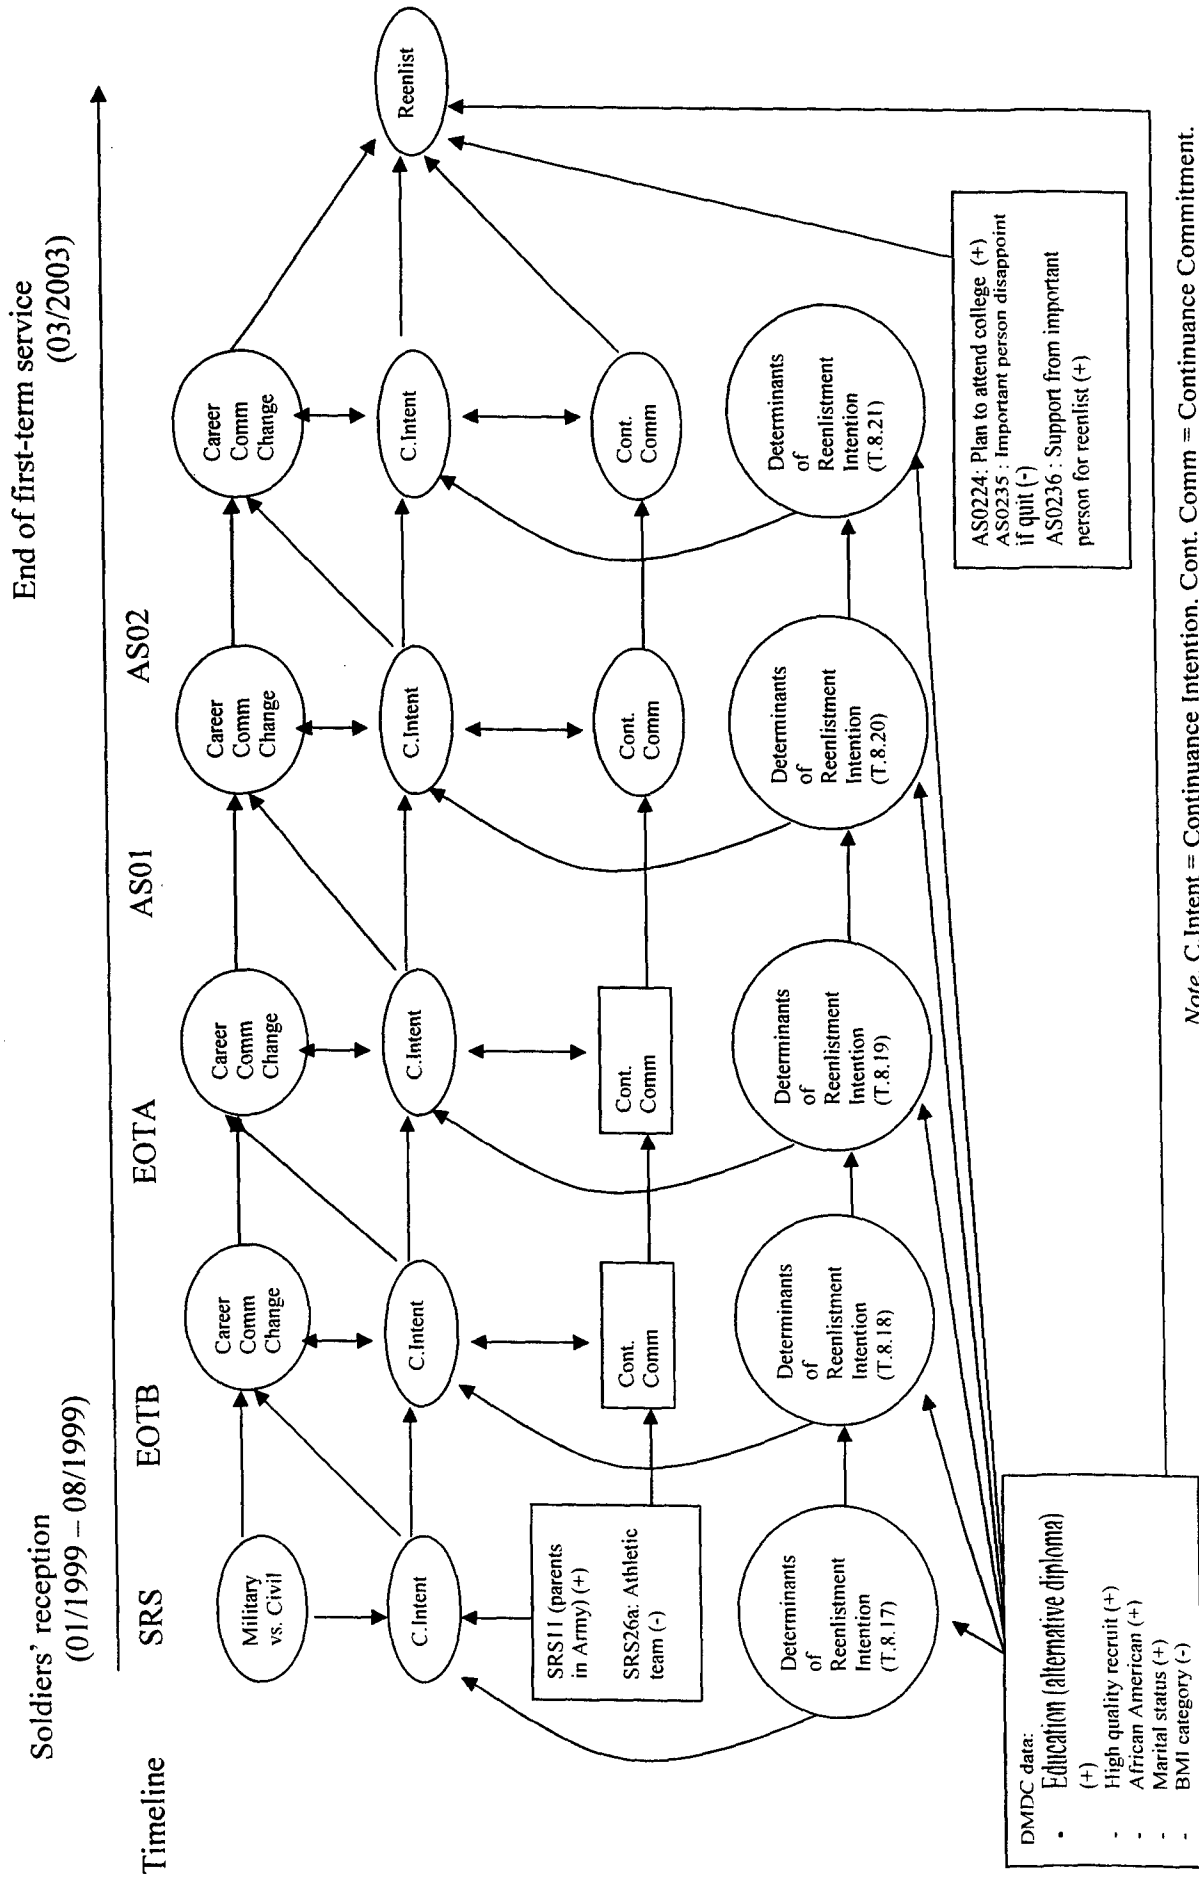 Soldiers' reception
(01/1999 – 08/1999)
End of first-term service
(03/2003)
Timeline
SRS
EOTB
EOTA
AS01
AS02
Military
vs. Civil
Career
Comm
Change
Career
Comm
Change
Career
Comm
Change
Career
Comm
Change
Reenlist
C.Intent
C.Intent
C.Intent
C.Intent
C.Intent
SRS11 (parents
in Army) (+)
SRS26a: Athletic
team (-)
Cont.
Comm
Cont.
Comm
Cont.
Comm
Cont.
Comm
Determinants
of
Reenlistment
Intention
(T.8.17)
Determinants
of
Reenlistment
Intention
(T.8.18)
Determinants
of
Reenlistment
Intention
(T.8.19)
Determinants
of
Reenlistment
Intention
(T.8.20)
Determinants
of
Reenlistment
Intention
(T.8.21)
DMDC data:
- Education (alternative diploma)
(+)
- High quality recruit (+)
- African American (+)
- Marital status (+)
- BMI category (-)
AS0224: Plan to attend college (+)
AS0235 : Important person disappoint
if quit (-)
AS0236 : Support from important
person for reenlist (+)
Note. C.Intent = Continuance Intention. Cont. Comm = Continuance Commitment.